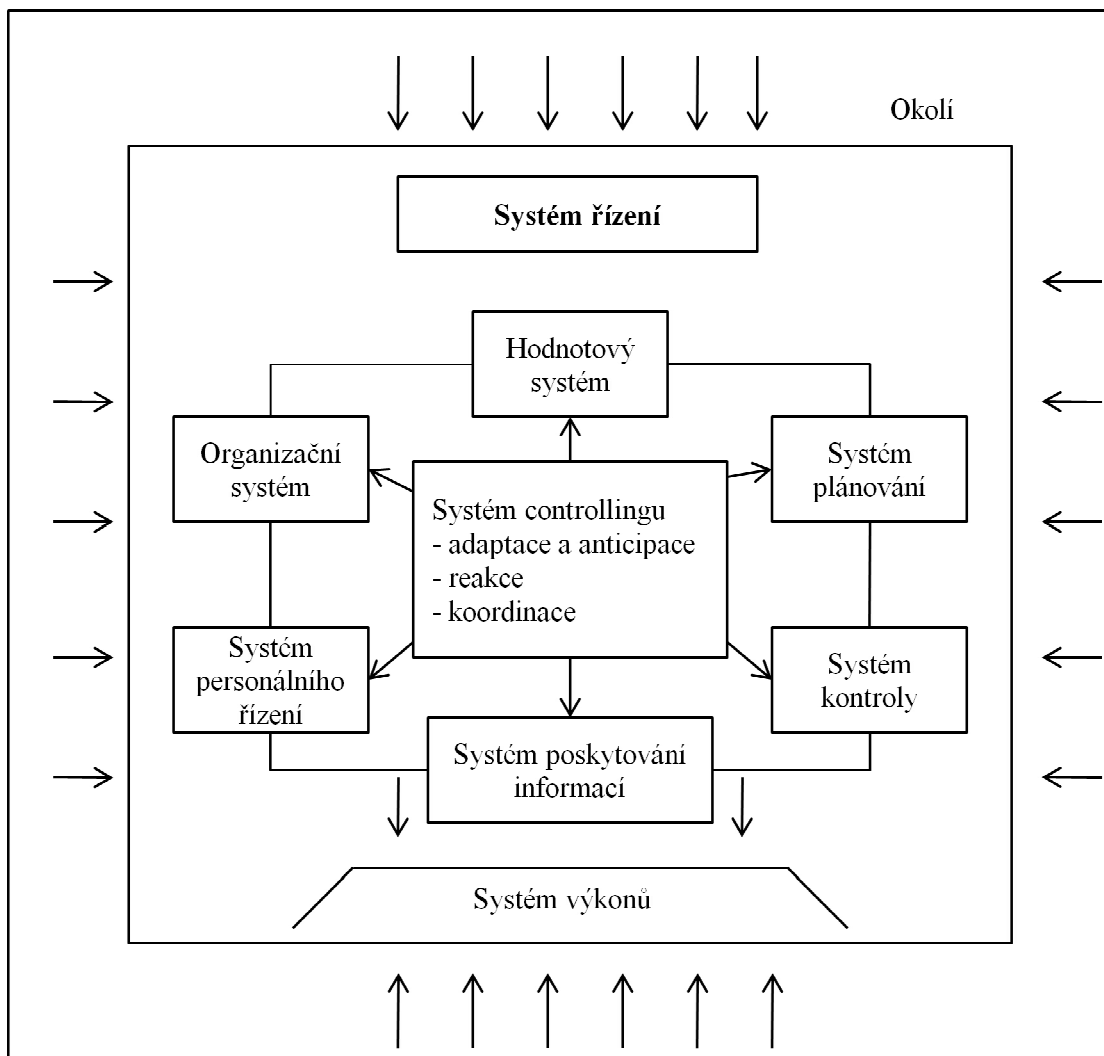 Okolí
Systém řízení
Hodnotový
systém
Organizační
systém
Systém
plánování
Systém controllingu
- adaptace a anticipace
- reakce
- koordinace
Systém
personálního
řízení
Systém
kontroly
Systém poskytování
informací
Systém výkonů